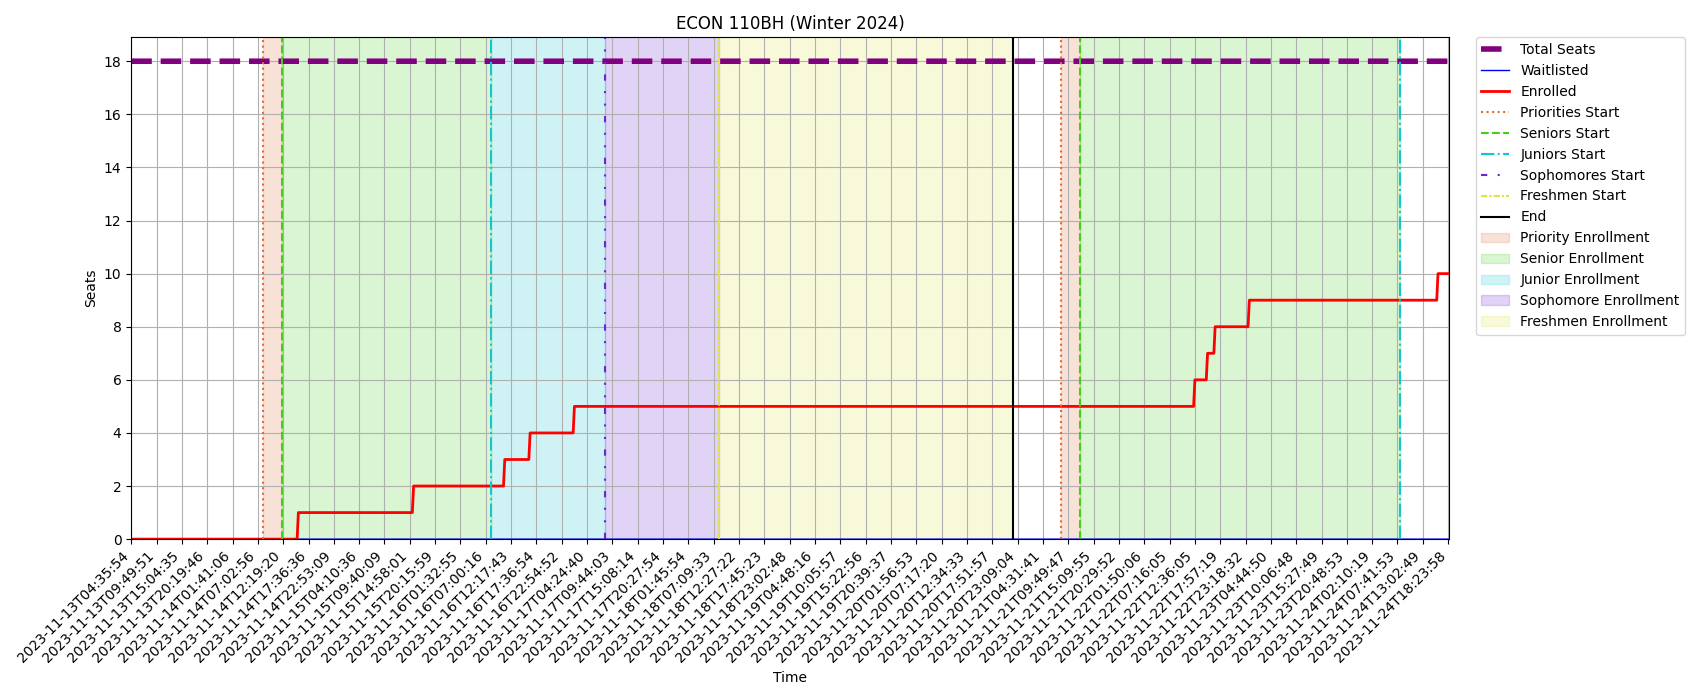 ECON 110BH (Winter 2024)
Seats
18
16
14
12
10
8
6
4
2
0
2023-11-13T04:35:54
2023-11-13T09:49:51
2023-11-13T15:04:35
2023-11-13T20:19:46
2023-11-14T01:41:06
2023-11-14T07:02:56
2023-11-14T12:19:20
2023-11-14T17:36:36
2023-11-14T22:53:09
2023-11-15T04:10:36
2023-11-15T09:40:09
2023-11-15T14:58:01
2023-11-15T20:15:59
2023-11-16T01:32:55
2023-11-16T07:00:16
2023-11-16T12:17:43
2023-11-16T17:36:54
2023-11-16T22:54:52
2023-11-17T04:24:40
2023-11-17T09:44:03
2023-11-17T15:08:14
2023-11-17T20:27:54
2023-11-18T01:45:54
2023-11-18T07:09:33
2023-11-18T12:27:22
2023-11-18T17:45:23
2023-11-18T23:02:48
2023-11-19T04:48:16
2023-11-19T10:05:57
2023-11-19T15:22:56
2023-11-19T20:39:37
2023-11-20T01:56:53
2023-11-20T07:17:20
2023-11-20T12:34:33
2023-11-20T17:51:57
2023-11-20T23:09:04
2023-11-21T04:31:41
2023-11-21T09:49:47
2023-11-21T15:09:55
2023-11-21T20:29:52
2023-11-22T01:50:06
2023-11-22T07:16:05
2023-11-22T12:36:05
2023-11-22T17:57:19
2023-11-22T23:18:32
2023-11-23T04:44:50
2023-11-23T10:06:48
2023-11-23T15:27:49
2023-11-23T20:48:53
2023-11-24T02:10:19
2023-11-24T07:41:53
2023-11-24T13:02:49
2023-11-24T18:23:58
Time
Total Seats
Waitlisted
Enrolled
Priorities Start
Seniors Start
Juniors Start
Sophomores Start
Freshmen Start
End
Priority Enrollment
Senior Enrollment
Junior Enrollment
Sophomore Enrollment
Freshmen Enrollment